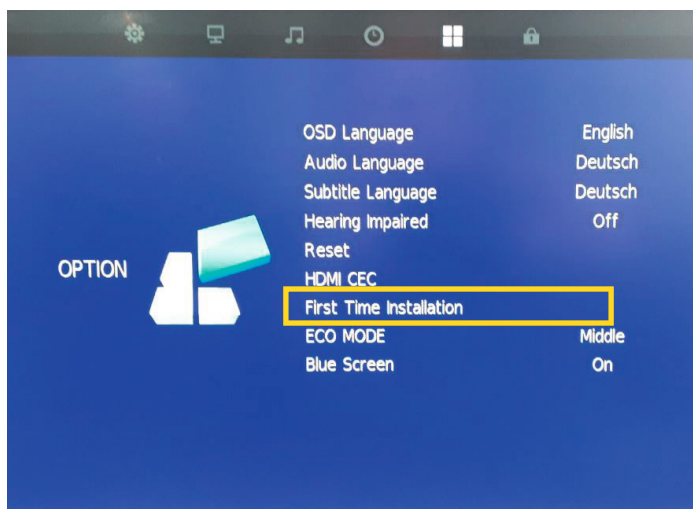 OSD Language English
Audio Language Deutsch
Subtitle Language Deutsch
Hearing Impaired Off
Reset
OPTION
HDMI CEC
First Time Installation
ECO MODE Middle
Blue Screen On